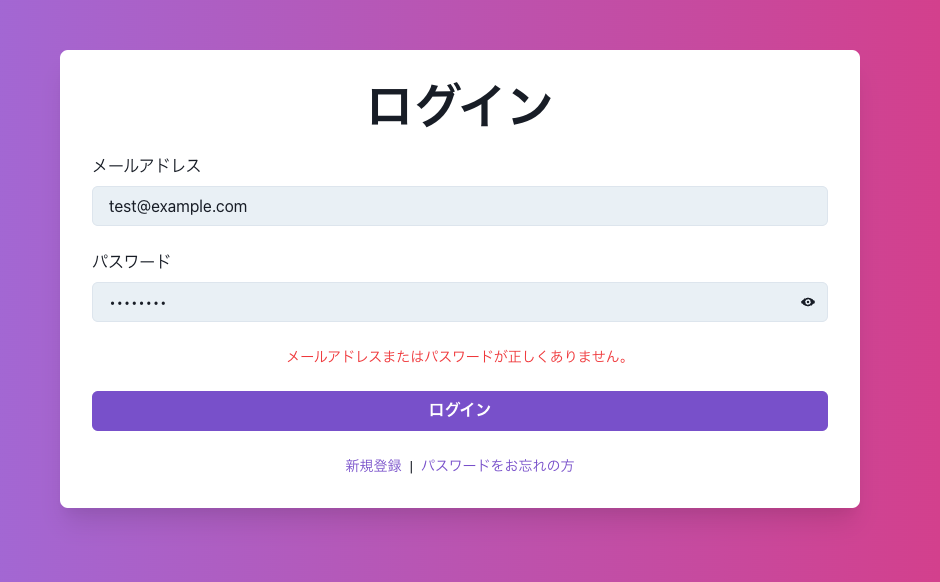 ログイン
メールアドレス
test@example.com
パスワード
••••••••
メールアドレスまたはパスワードが正しくありません。
ログイン
新規登録 | パスワードをお忘れの方